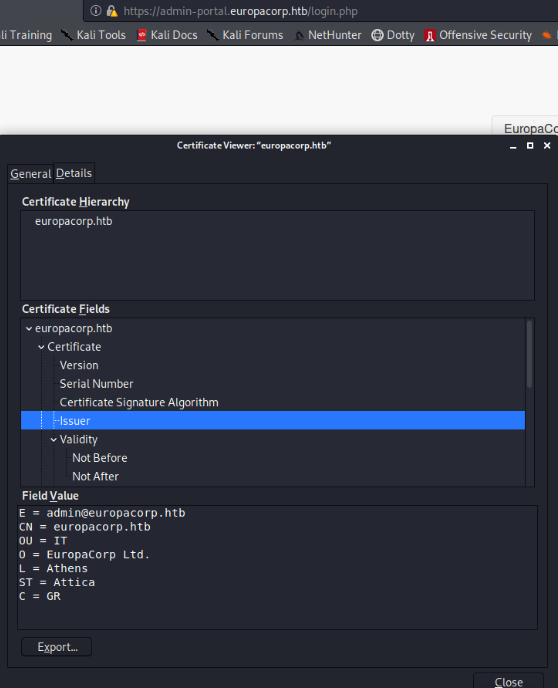 https://admin-portal.europacorp.htb/login.php
li Training Kali Tools Kali Docs Kali Forums NetHunter Dotty Offensive Security
EuropaCo
Certificate Viewer: "europacorp.htb"
General Details
Certificate Hierarchy
europacorp.htb
Certificate Fields
europacorp.htb
Certificate
Version
Serial Number
Certificate Signature Algorithm
Issuer
Validity
Not Before
Not After
Field Value
E = admin@europacorp.htb
CN = europacorp.htb
OU = IT
O = EuropaCorp Ltd.
L = Athens
ST = Attica
C = GR
Export...
Close